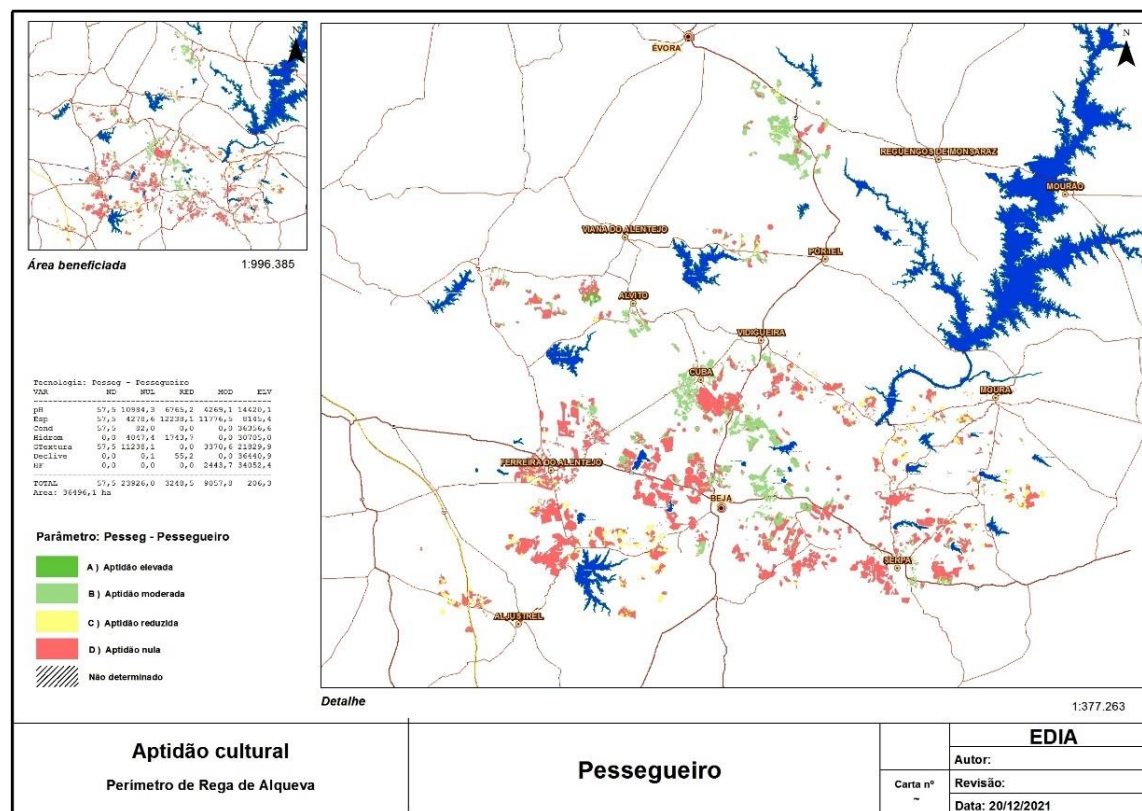 N
ÉVORA
REGUENGOS DE MONSARAZ
MOURÃO
VIANA DO ALENTEJO
PORTEL
ALVITO
VIDIGUEIRA
CUBA
MOURA
FERREIRA DO ALENTEJO
BEJA
SERPA
ALJUSTREL
Área beneficiada 1:996.385
Tecnologia: Pesseg - Pessegueiro
VAR ND NUL RED MOD ELV
pH 57,5 10984,3 6765,2 4269,1 14420,1
Esp 57,5 4278,6 12238,1 11776,5 8145,4
Cond 57,5 82,0 0,0 0,0 36356,6
Hidrom 0,0 4047,4 1743,7 0,0 30705,0
GTextura 57,5 11238,1 0,0 3370,6 21829,9
Declive 0,0 0,1 55,2 0,0 36440,9
HF 0,0 0,0 0,0 2443,7 34052,4
TOTAL 57,5 23926,0 3248,5 9057,8 206,3
Area: 36496,1 ha
Parâmetro: Pesseg - Pessegueiro
A ) Aptidão elevada
B ) Aptidão moderada
C ) Aptidão reduzida
D ) Aptidão nula
Não determinado
Detalhe
1:377.263
Aptidão cultural
Perímetro de Rega de Alqueva
Pessegueiro
Carta nº
~
EDIA
Autor:
Revisão:
Data: 20/12/2021